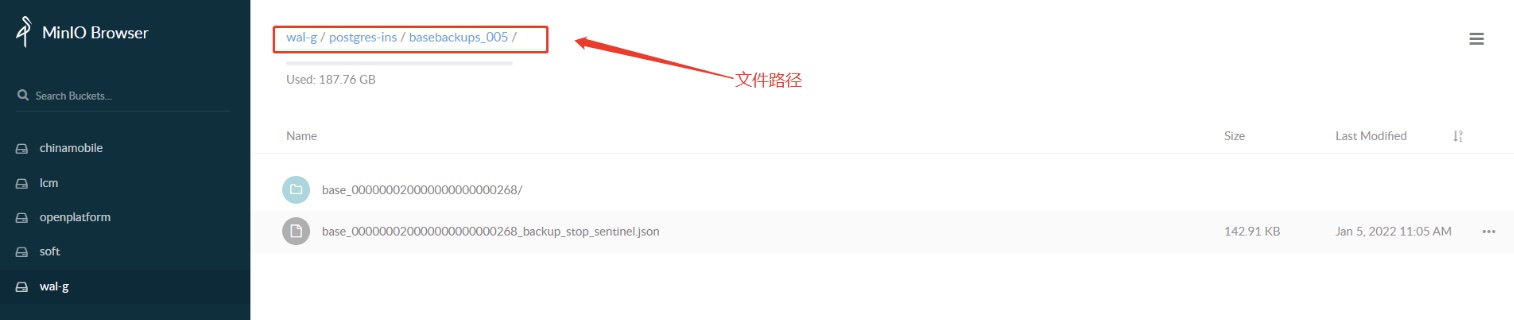 MinIO Browser
Search Buckets...
chinamobile
lcm
openplatform
soft
wal-g
wal-g / postgres-ins / basebackups_005 /
Used: 187.76 GB
文件路径
Name Size Last Modified
base_000000020000000000000268/
base_000000020000000000000268_backup_stop_sentinel.json 142.91 KB Jan 5, 2022 11:05 AM